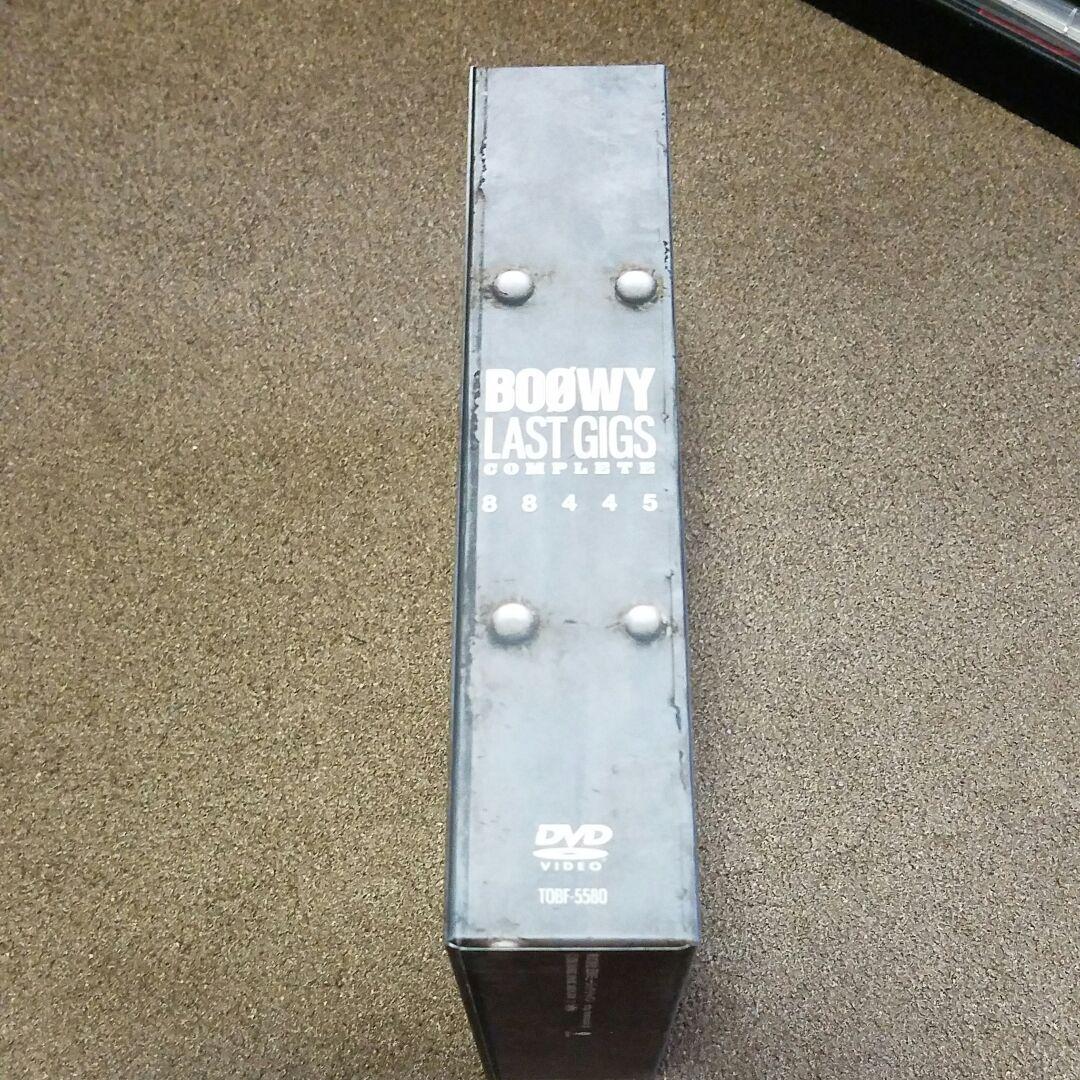 BOØWY
LAST GIGS
COMPLETE
8 8 4 4 5
DVD
VIDEO
TOBF-5580